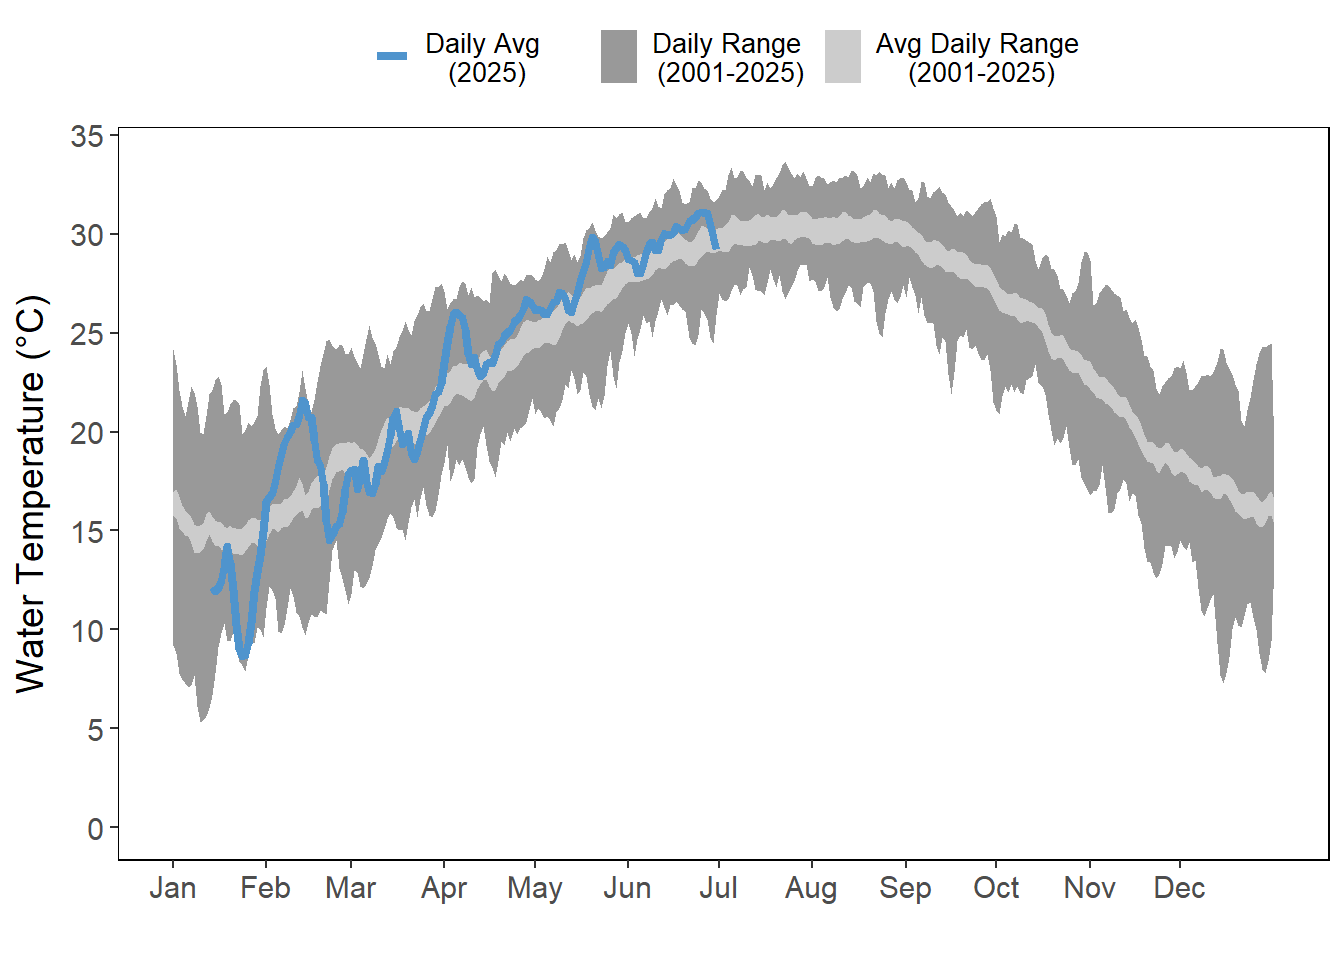 Daily Avg
(2025)
Daily Range
(2001-2025)
Avg Daily Range
(2001-2025)
Water Temperature (°C)
35
30
25
20
15
10
5
0
Jan Feb Mar Apr May Jun Jul Aug Sep Oct Nov Dec